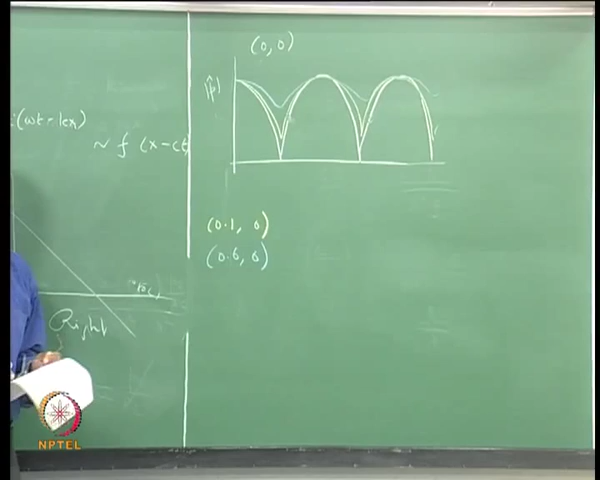 (ωt - kx)
~ f (x-ct)
Right
(0, 0)
|p̂|
(0.1, 0)
(0.6, 0)
NPTEL